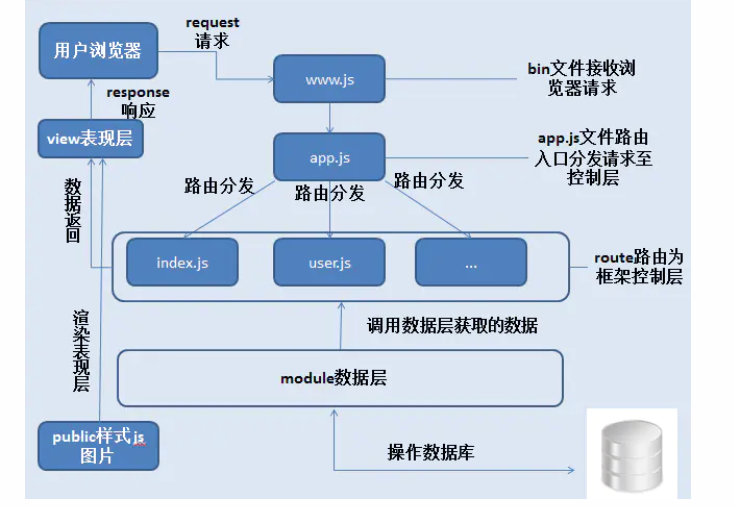 用户浏览器
request
请求
www.js
bin文件接收浏
览器请求
response
响应
view表现层
app.js
app.js文件路由
入口分发请求至
控制层
路由分发
路由分发
路由分发
数据返回
index.js
user.js
...
route路由为
框架控制层
调用数据层获取的数据
渲染表现层
module数据层
public样式js
图片
操作数据库